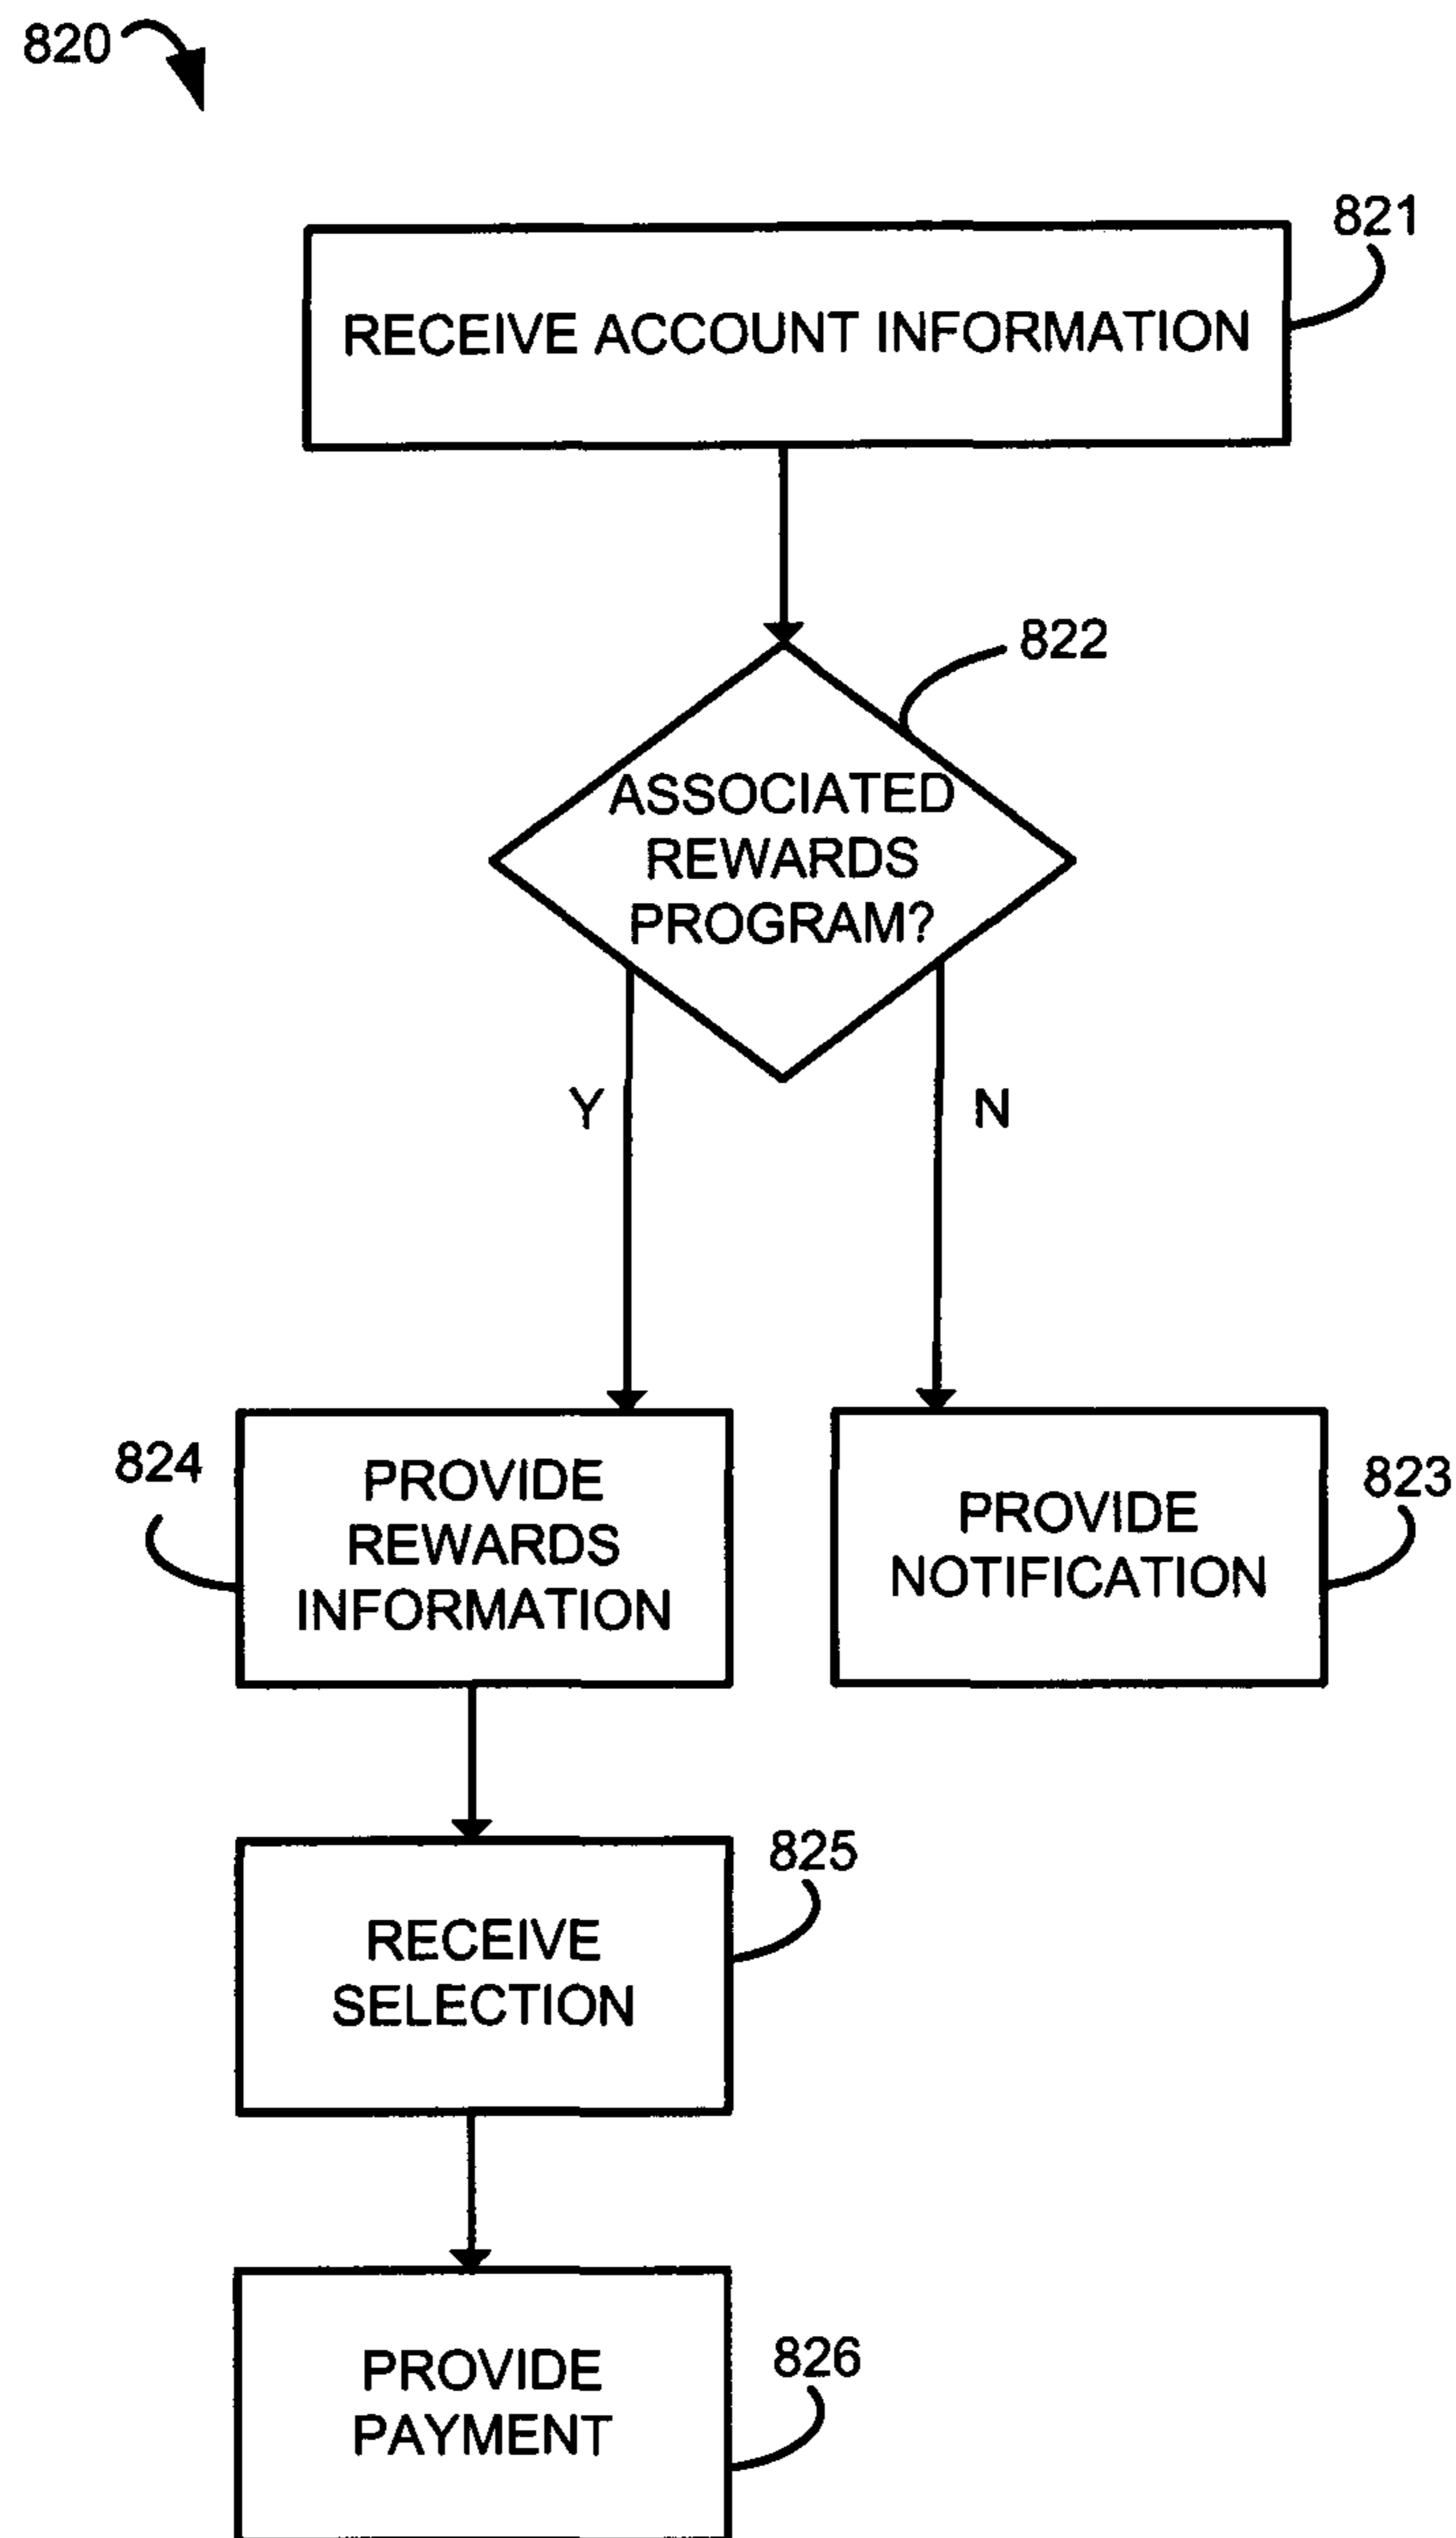 820
821
RECEIVE ACCOUNT INFORMATION
822
ASSOCIATED
REWARDS
PROGRAM?
Y
N
824
PROVIDE
REWARDS
INFORMATION
823
PROVIDE
NOTIFICATION
825
RECEIVE
SELECTION
826
PROVIDE
PAYMENT